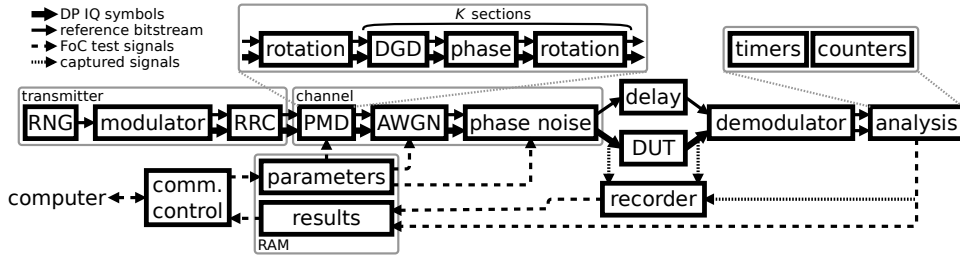 DP IQ symbols
reference bitstream
FoC test signals
captured signals
K sections
rotation DGD phase rotation
timers counters
transmitter
channel
RNG modulator RRC PMD AWGN phase noise
delay
DUT
demodulator analysis
computer
comm.
control
parameters
results
RAM
recorder